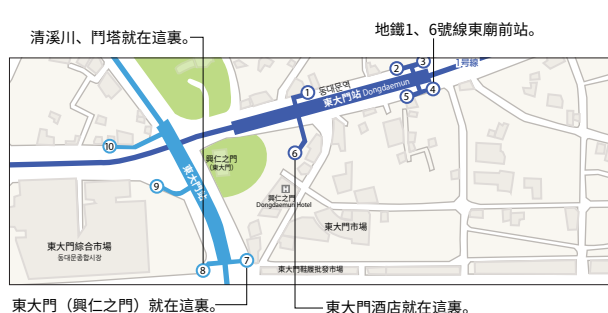 清溪川、鬥塔就在這裏。
地鐵1、6號線東廟前站。
1号線
2
3
1
동대문역
東大門站 Dongdaemun
5
4
10
6
興仁之門
(東大門)
東大門站
9
H
興仁之門
Dongdaemun Hotel
東大門市場
東大門綜合市場
동대문종합시장
8
7
東大門鞋履批發市場
東大門（興仁之門）就在這裏。
東大門酒店就在這裏。